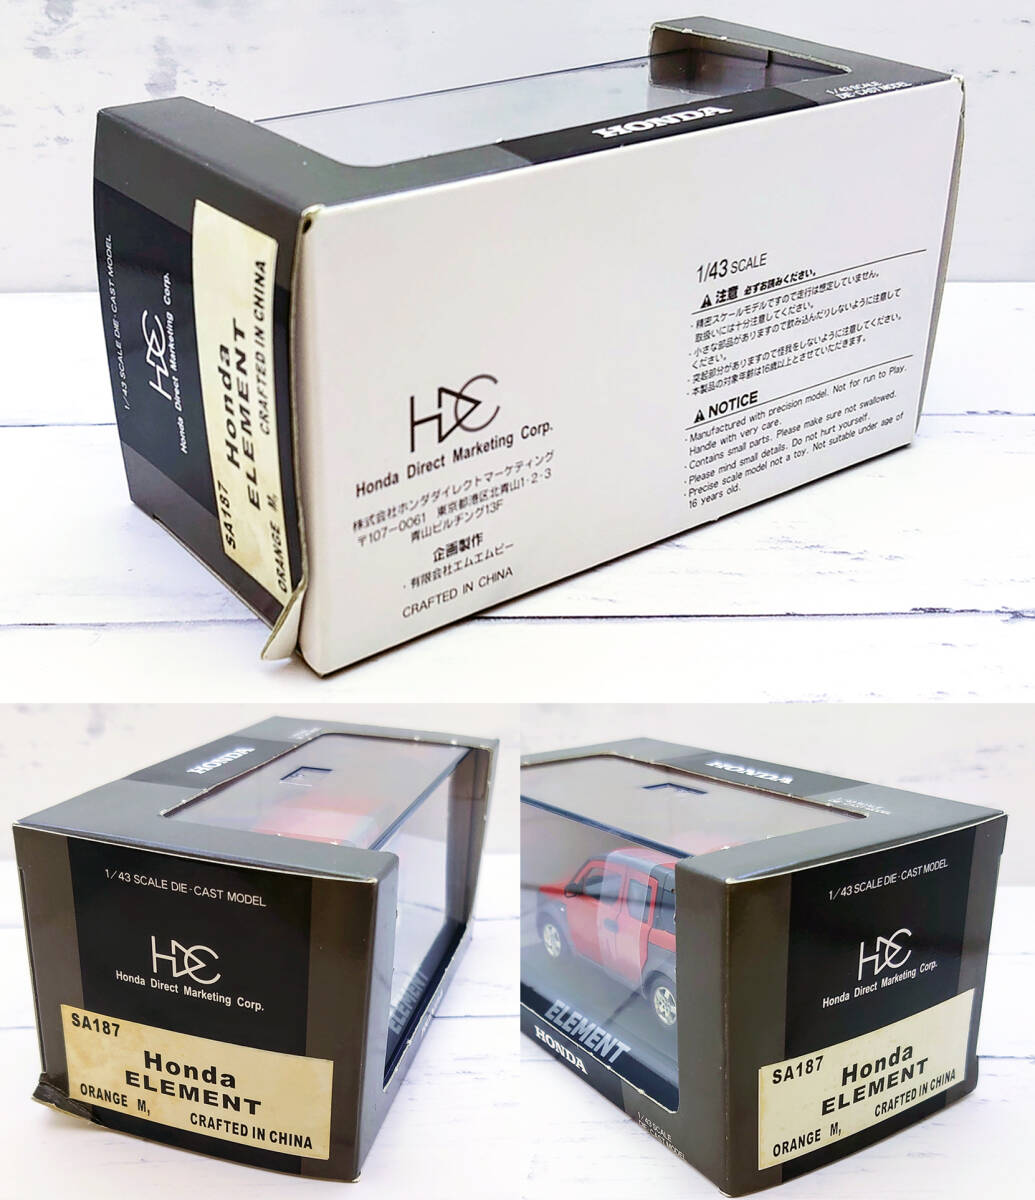 HONDA
1/43 SCALE
DIE-CAST MODEL
1/43 SCALE DIE-CAST MODEL
HDC
Honda Direct Marketing Corp.
SA187
Honda
ELEMENT
ORANGE M,
CRAFTED IN CHINA
HDC
Honda Direct Marketing Corp.
株式会社ホンダダイレクトマーケティング
〒107-0061 東京都港区北青山1-2-3
青山ビルヂング13F
企画製作
・有限会社エムエムピー
CRAFTED IN CHINA
1/43 SCALE
⚠ 注意 必ずお読みください。
・精密スケールモデルですので走行は想定していません。
取扱いには十分注意してください。
・小さな部品がありますので飲み込んだりしないように注意して
ください。
・突起部分がありますので怪我をしないように注意してください。
・本製品の対象年齢は16歳以上とさせていただきます。
⚠ NOTICE
・Manufactured with precision model. Not for run to Play.
Handle with very care.
・Contains small parts. Please make sure not swallowed.
・Please mind small details. Do not hurt yourself.
・Precise scale model not a toy. Not suitable under age of
16 years old.
HONDA
1/43 SCALE DIE-CAST MODEL
HDC
Honda Direct Marketing Corp.
SA187
Honda
ELEMENT
ORANGE M,
CRAFTED IN CHINA
ELEMENT
HONDA
ELEMENT
HONDA
1/43 SCALE
DIE-CAST MODEL
1/43 SCALE DIE-CAST MODEL
HDC
Honda Direct Marketing Corp.
SA187
Honda
ELEMENT
ORANGE M,
CRAFTED IN CHINA